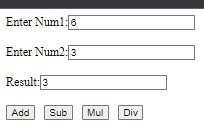 Enter Num1:6
Enter Num2:3
Result:3
Add Sub Mul Div